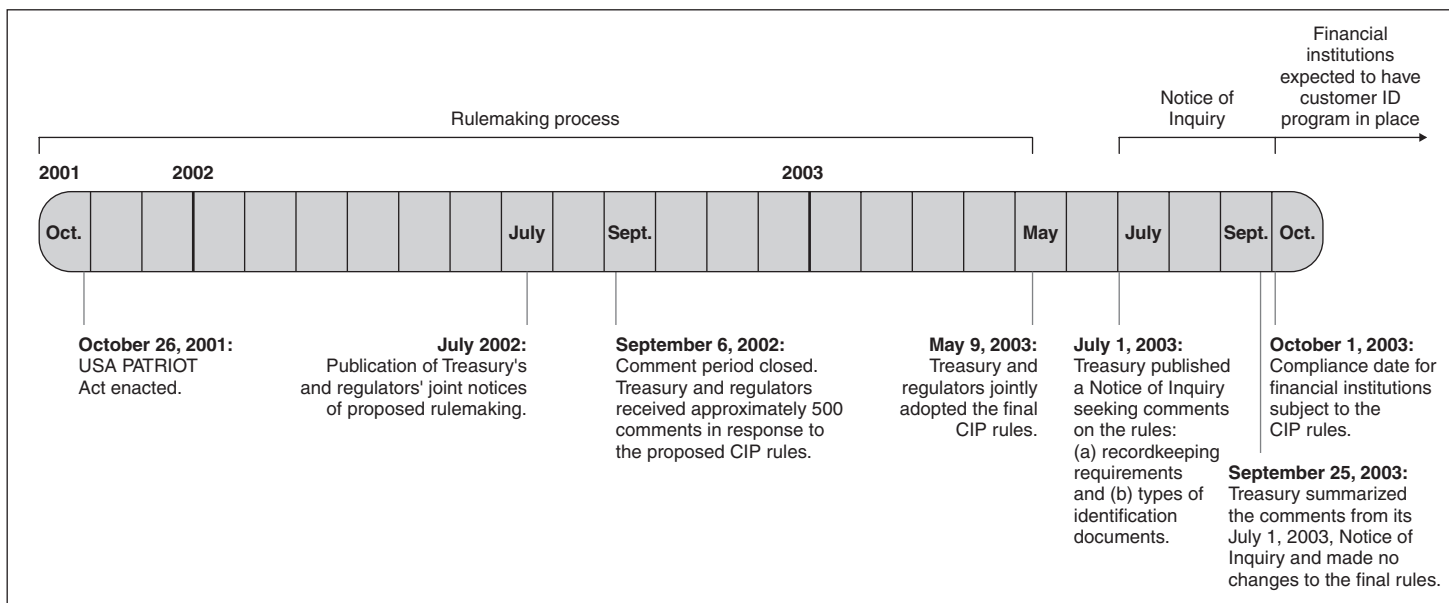 Financial
institutions
expected to have
customer ID
program in place
Notice of
Inquiry
Rulemaking process
2001
2002
2003
Oct.
July
Sept.
May
July
Sept.
Oct.
October 26, 2001:
USA PATRIOT
Act enacted.
July 2002:
Publication of Treasury's
and regulators' joint notices
of proposed rulemaking.
September 6, 2002:
Comment period closed.
Treasury and regulators
received approximately 500
comments in response to
the proposed CIP rules.
May 9, 2003:
Treasury and
regulators jointly
adopted the final
CIP rules.
July 1, 2003:
Treasury published
a Notice of Inquiry
seeking comments
on the rules:
(a) recordkeeping
requirements
and (b) types of
identification
documents.
October 1, 2003:
Compliance date for
financial institutions
subject to the
CIP rules.
September 25, 2003:
Treasury summarized
the comments from its
July 1, 2003, Notice of
Inquiry and made no
changes to the final rules.